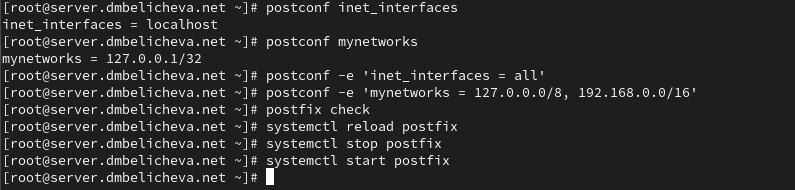 [root@server.dmbelicheva.net ~]# postconf inet_interfaces
inet_interfaces = localhost
[root@server.dmbelicheva.net ~]# postconf mynetworks
mynetworks = 127.0.0.1/32
[root@server.dmbelicheva.net ~]# postconf -e 'inet_interfaces = all'
[root@server.dmbelicheva.net ~]# postconf -e 'mynetworks = 127.0.0.0/8, 192.168.0.0/16'
[root@server.dmbelicheva.net ~]# postfix check
[root@server.dmbelicheva.net ~]# systemctl reload postfix
[root@server.dmbelicheva.net ~]# systemctl stop postfix
[root@server.dmbelicheva.net ~]# systemctl start postfix
[root@server.dmbelicheva.net ~]#